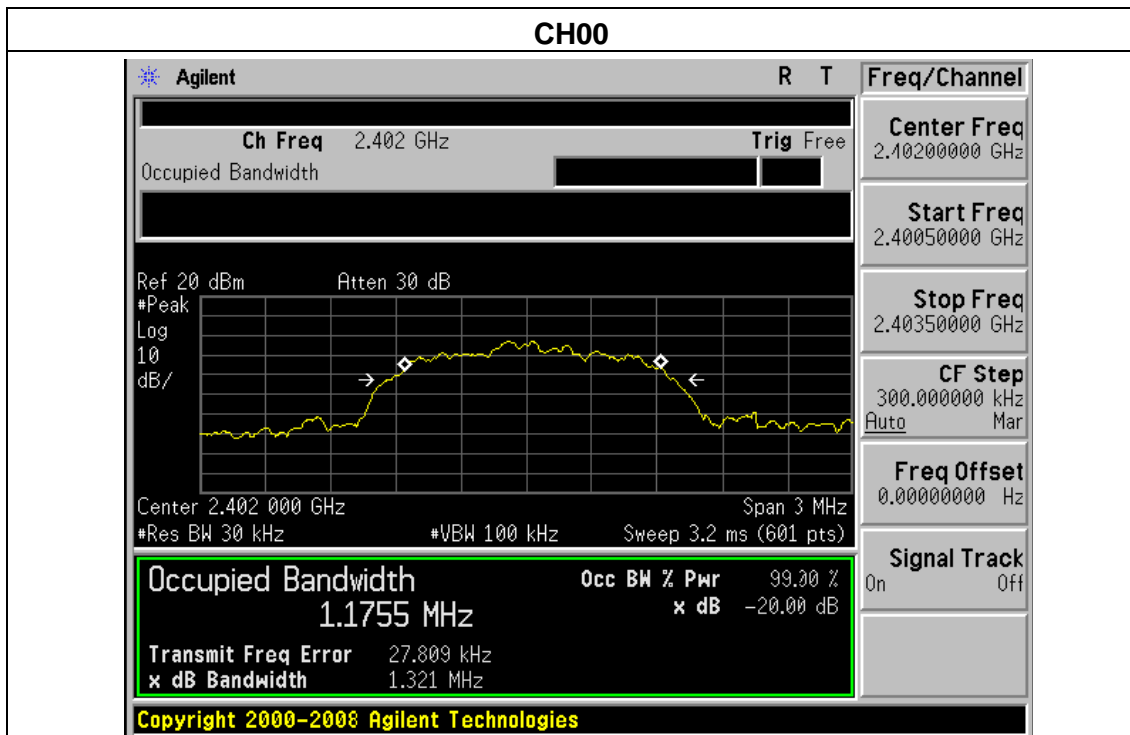 CH00
Agilent R T Freq/Channel
Ch Freq 2.402 GHz Trig Free
Occupied Bandwidth
Center Freq
2.40200000 GHz
Start Freq
2.40050000 GHz
Stop Freq
2.40350000 GHz
CF Step
300.000000 kHz
Auto Mar
Freq Offset
0.00000000 Hz
Signal Track
On Off
Ref 20 dBm Atten 30 dB
#Peak
Log
10
dB/
Center 2.402 000 GHz Span 3 MHz
#Res BW 30 kHz #VBW 100 kHz Sweep 3.2 ms (601 pts)
Occupied Bandwidth Occ BW % Pwr 99.00 %
1.1755 MHz x dB -20.00 dB
Transmit Freq Error 27.809 kHz
x dB Bandwidth 1.321 MHz
Copyright 2000-2008 Agilent Technologies